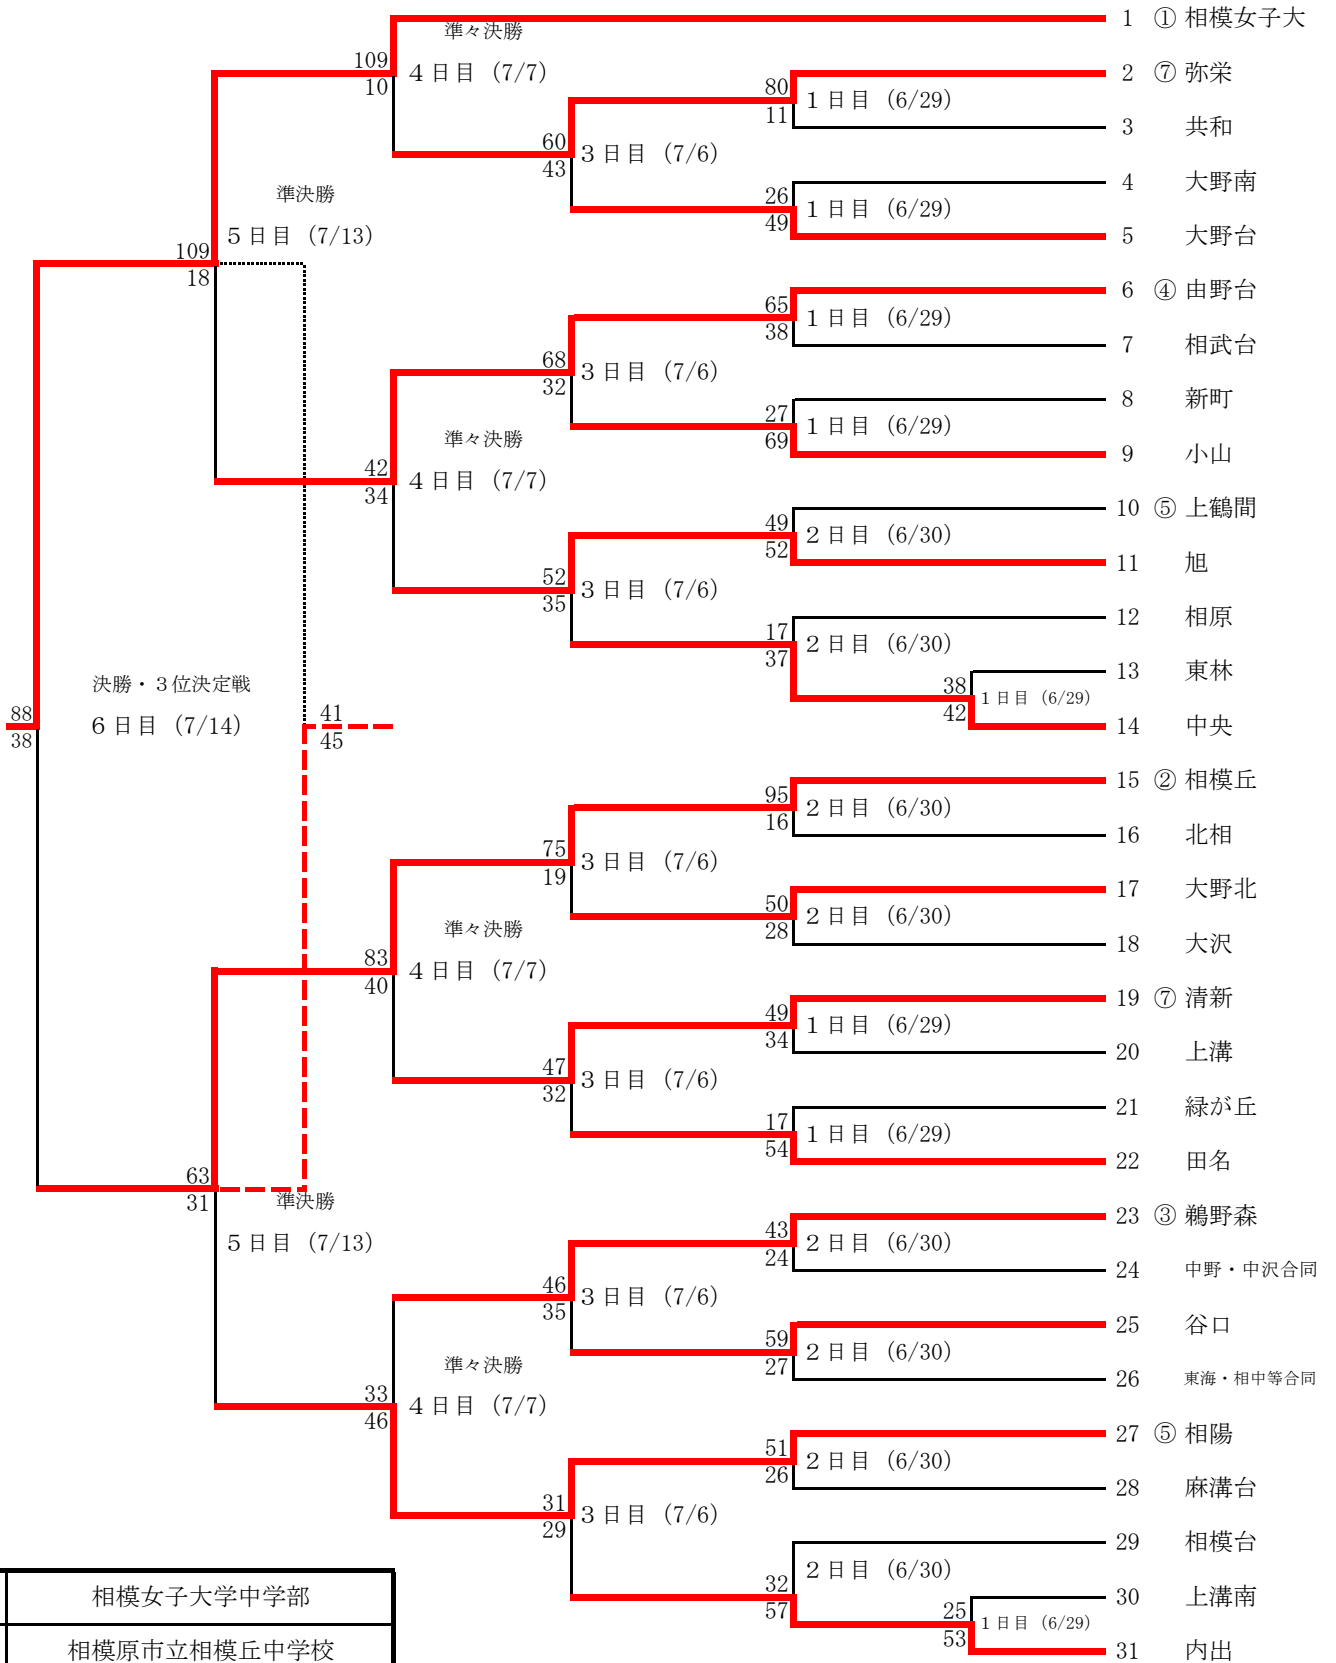 1 ① 相模女子大
準々決勝
109
4日目 (7/7)
10
2 ⑦ 弥栄
80
1日目 (6/29)
11
3 共和
60
3日目 (7/6)
43
4 大野南
26
1日目 (6/29)
49
5 大野台
準決勝
5日目 (7/13)
109
18
6 ④ 由野台
65
1日目 (6/29)
38
7 相武台
68
3日目 (7/6)
32
8 新町
27
1日目 (6/29)
69
9 小山
準々決勝
42
4日目 (7/7)
34
10 ⑤ 上鶴間
49
2日目 (6/30)
52
11 旭
52
3日目 (7/6)
35
12 相原
17
2日目 (6/30)
37
13 東林
38
1日目 (6/29)
42
14 中央
決勝・3位決定戦
88
6日目 (7/14)
38
41
45
15 ② 相模丘
95
2日目 (6/30)
16
16 北相
75
3日目 (7/6)
19
17 大野北
50
2日目 (6/30)
28
18 大沢
準々決勝
83
4日目 (7/7)
40
19 ⑦ 清新
49
1日目 (6/29)
34
20 上溝
47
3日目 (7/6)
32
21 緑が丘
17
1日目 (6/29)
54
22 田名
63
31
準決勝
5日目 (7/13)
23 ③ 鵜野森
43
2日目 (6/30)
24
24 中野・中沢合同
46
3日目 (7/6)
35
25 谷口
59
2日目 (6/30)
27
26 東海・相中等合同
準々決勝
33
4日目 (7/7)
46
27 ⑤ 相陽
51
2日目 (6/30)
26
28 麻溝台
31
3日目 (7/6)
29
29 相模台
2日目 (6/30)
32
57
30 上溝南
25
1日目 (6/29)
53
31 内出
相模女子大学中学部
相模原市立相模丘中学校